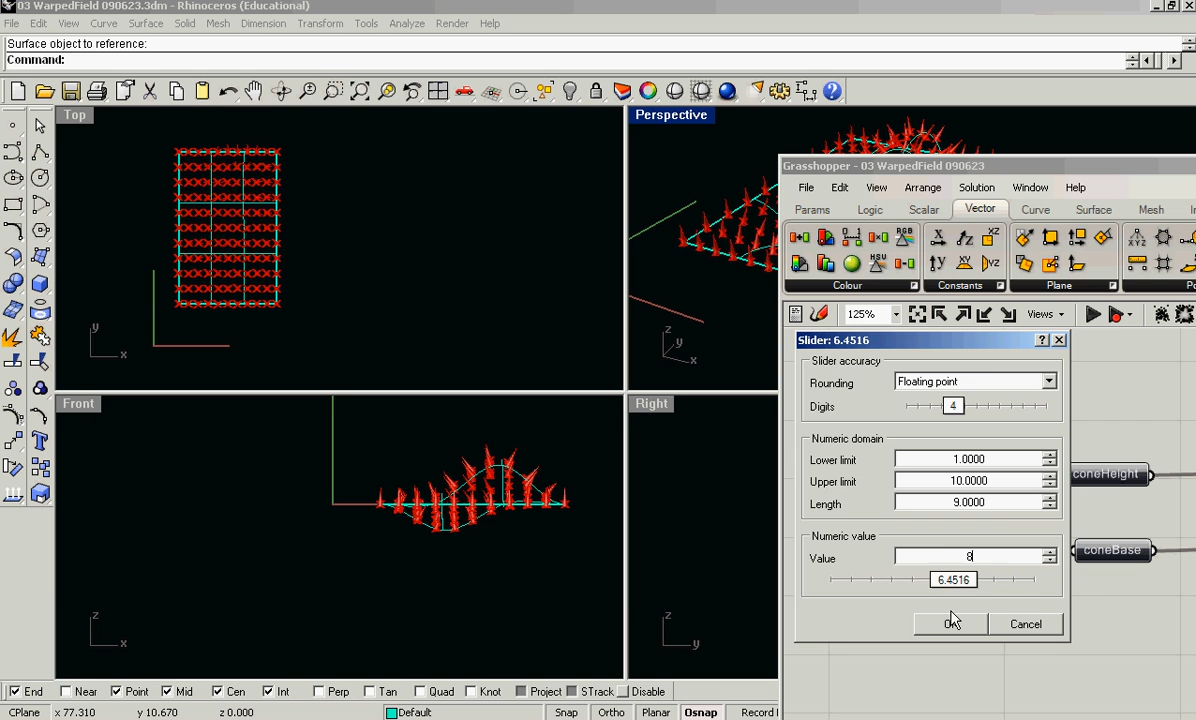 03 WarpedField 090623.3dm - Rhinoceros (Educational)
File Edit View Curve Surface Solid Mesh Dimension Transform Tools Analyze Render Help
Surface object to reference:
Command:
Top
Perspective
Grasshopper - 03 WarpedField 090623
File Edit View Arrange Solution Window Help
Params Logic Scalar Vector Curve Surface Mesh
Colour Constants Plane
125% Views
Slider: 6.4516
Slider accuracy
Rounding Floating point
Digits 4
Numeric domain
Lower limit 1.0000
Upper limit 10.0000
Length 9.0000
Numeric value
Value 8
6.4516
Cancel
coneHeight
coneBase
y
x
z
y
x
Front
Right
z
x
z
y
End Near Point Mid Cen Int Perp Tan Quad Knot Project STrack Disable
CPlane x 77.310 y 10.670 z 0.000 Default Snap Ortho Planar Osnap Record